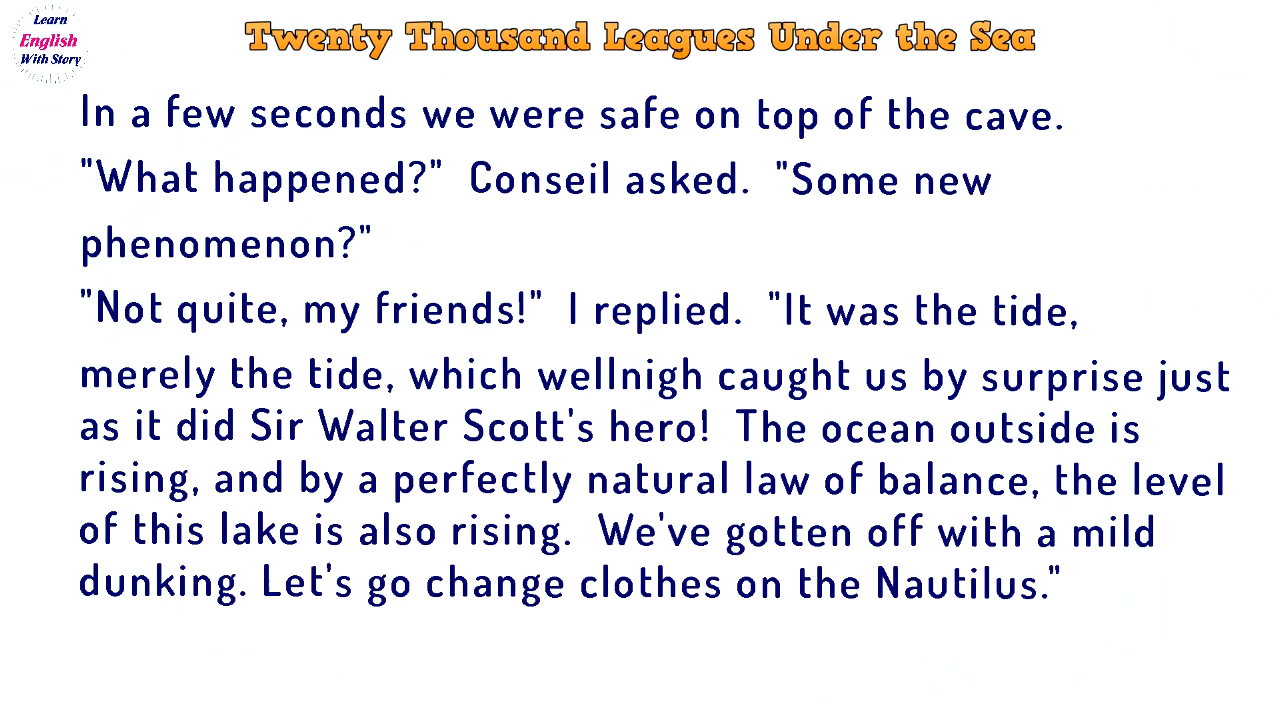 Learn
English
With Story
Twenty Thousand Leagues Under the Sea
In a few seconds we were safe on top of the cave.
"What happened?"  Conseil asked.  "Some new
phenomenon?"
"Not quite, my friends!"  I replied.  "It was the tide,
merely the tide, which wellnigh caught us by surprise just
as it did Sir Walter Scott's hero!  The ocean outside is
rising, and by a perfectly natural law of balance, the level
of this lake is also rising.  We've gotten off with a mild
dunking. Let's go change clothes on the Nautilus."